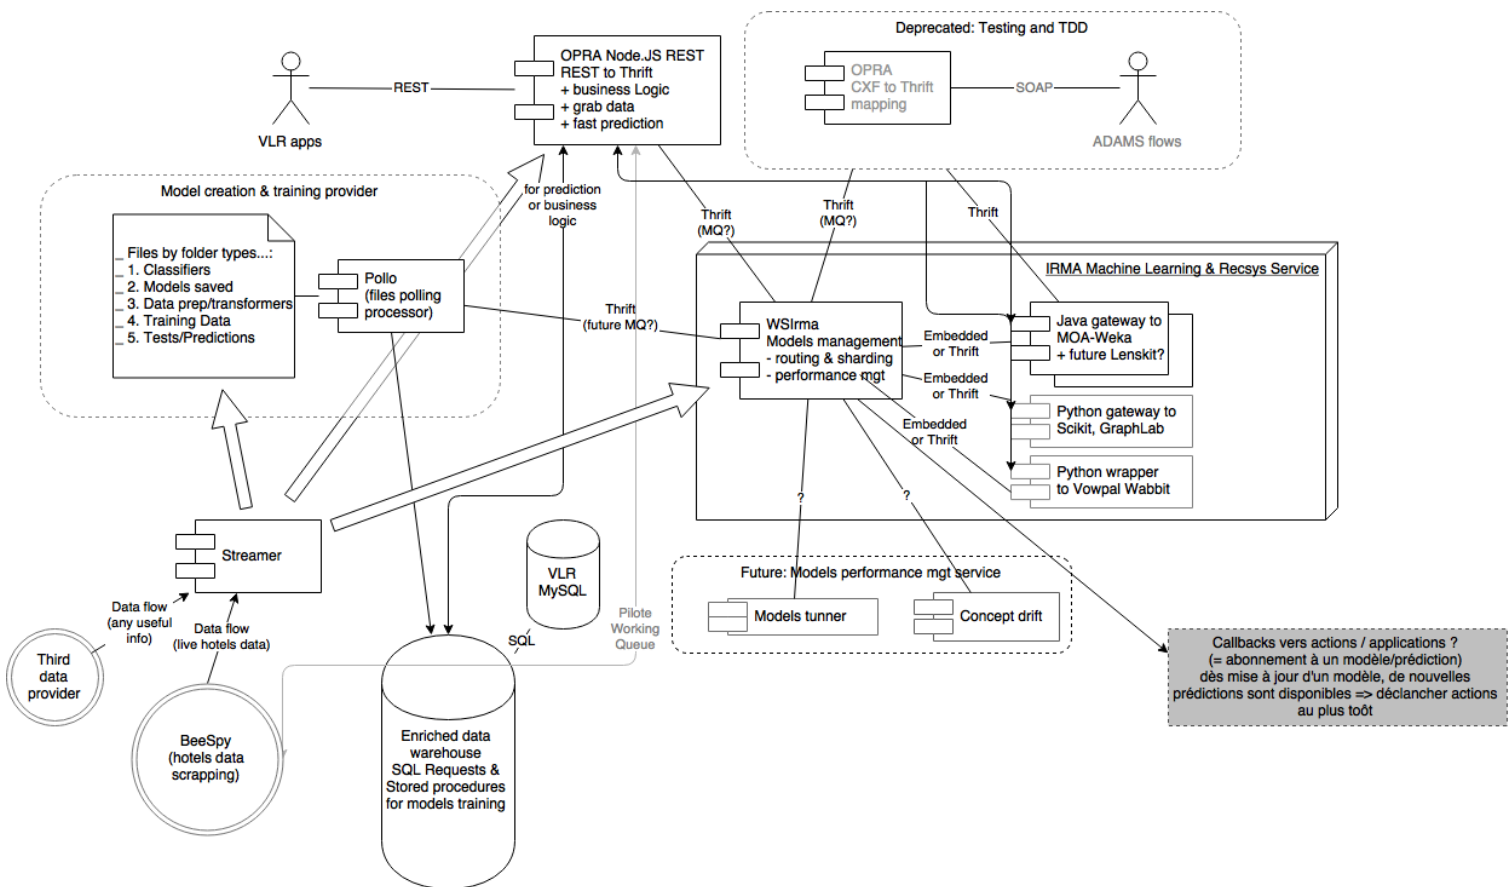 Deprecated: Testing and TDD
OPRA Node.JS REST
REST to Thrift
+ business Logic
+ grab data
+ fast prediction
REST
VLR apps
OPRA
CXF to Thrift
mapping
SOAP
ADAMS flows
Model creation & training provider
for prediction
or business
logic
Thrift
(MQ?)
Thrift
(MQ?)
Thrift
_ Files by folder types...:
_ 1. Classifiers
_ 2. Models saved
_ 3. Data prep/transformers
_ 4. Training Data
_ 5. Tests/Predictions
Pollo
(files polling
processor)
Thrift
(future MQ?)
IRMA Machine Learning & Recsys Service
WSIrma
Models management
- routing & sharding
- performance mgt
Embedded
or Thrift
Embedded
or Thrift
Embedded
or Thrift
Java gateway to
MOA-Weka
+ future Lenskit?
Python gateway to
Scikit, GraphLab
Python wrapper
to Vowpal Wabbit
?
?
Streamer
VLR
MySQL
SQL
Pilote
Working
Queue
Future: Models performance mgt service
Models tunner
Concept drift
Data flow
(any useful
info)
Data flow
(live hotels data)
Third
data
provider
BeeSpy
(hotels data
scrapping)
Enriched data
warehouse
SQL Requests &
Stored procedures
for models training
Callbacks vers actions / applications ?
(= abonnement à un modèle/prédiction)
dès mise à jour d'un modèle, de nouvelles
prédictions sont disponibles => déclancher actions
au plus toôt